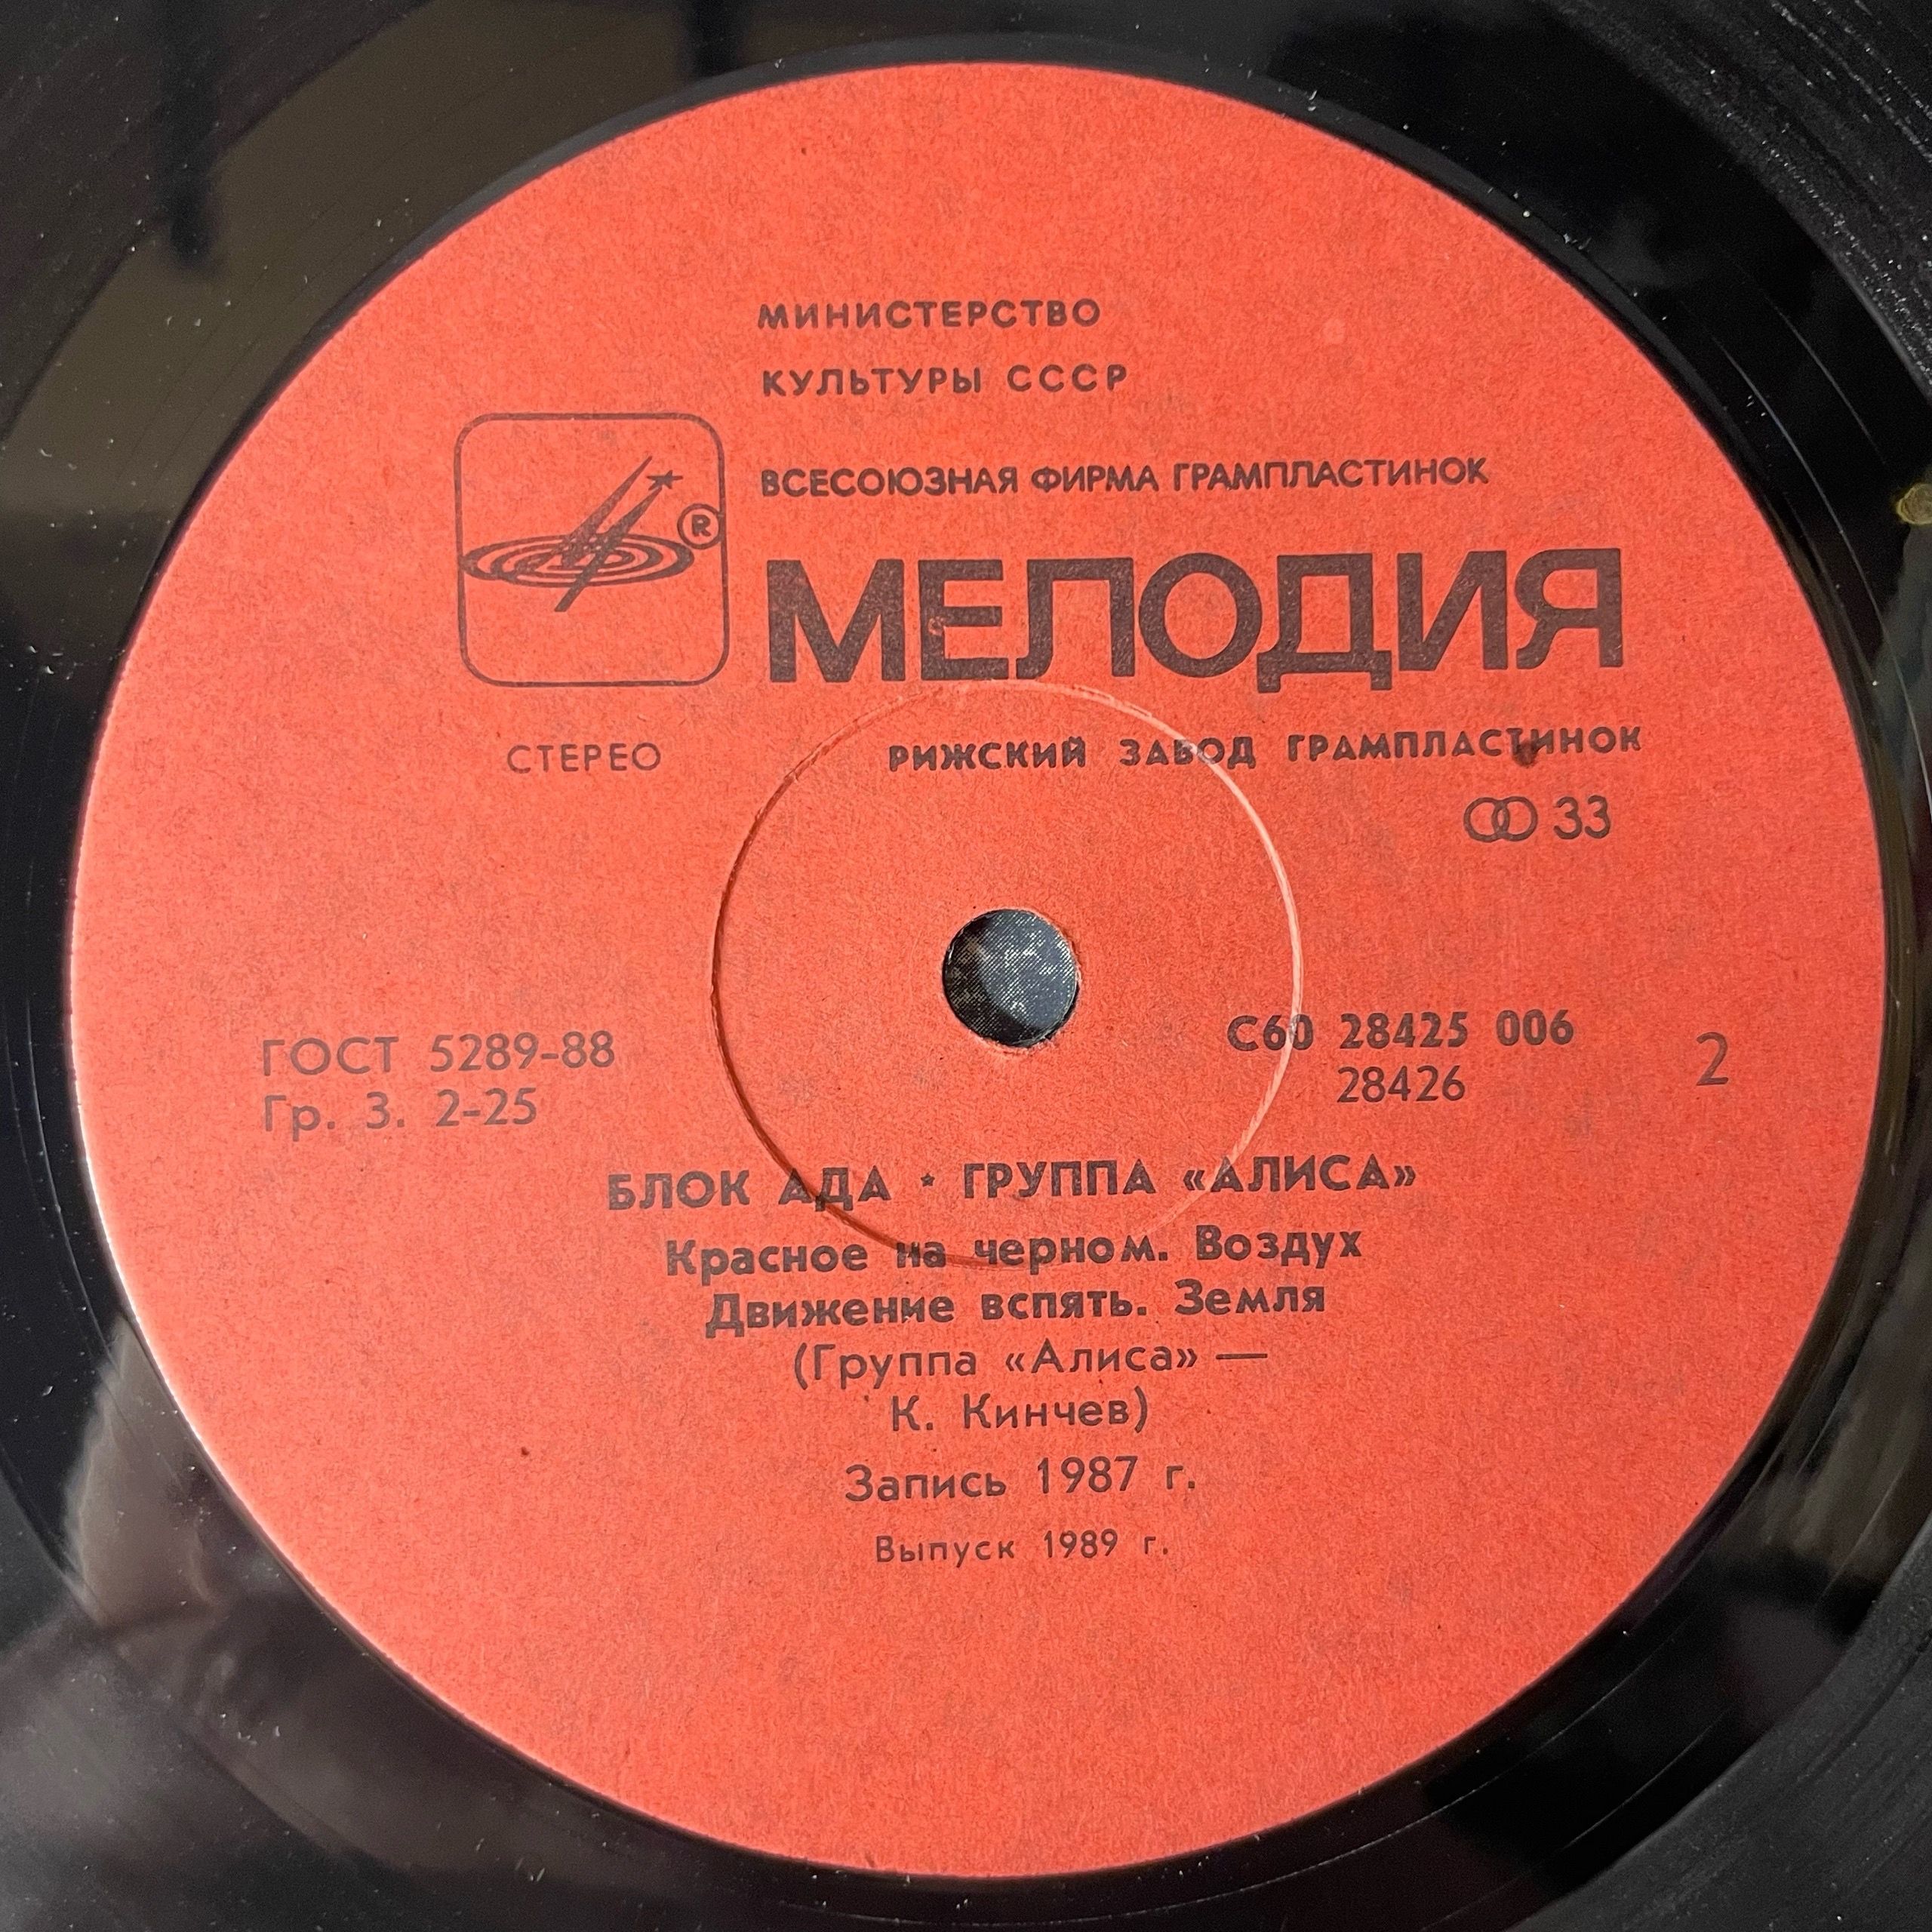 МИНИСТЕРСТВО
КУЛЬТУРЫ СССР
ВСЕСОЮЗНАЯ ФИРМА ГРАМПЛАСТИНОК
®
МЕЛОДИЯ
СТЕРЕО
РИЖСКИЙ ЗАВОД ГРАМПЛАСТИНОК
33
ГОСТ 5289-88
Гр. 3. 2-25
С60 28425 006
28426
2
БЛОК АДА ⋆ ГРУППА «АЛИСА»
Красное на черном. Воздух
Движение вспять. Земля
(Группа «Алиса» —
К. Кинчев)
Запись 1987 г.
Выпуск 1989 г.